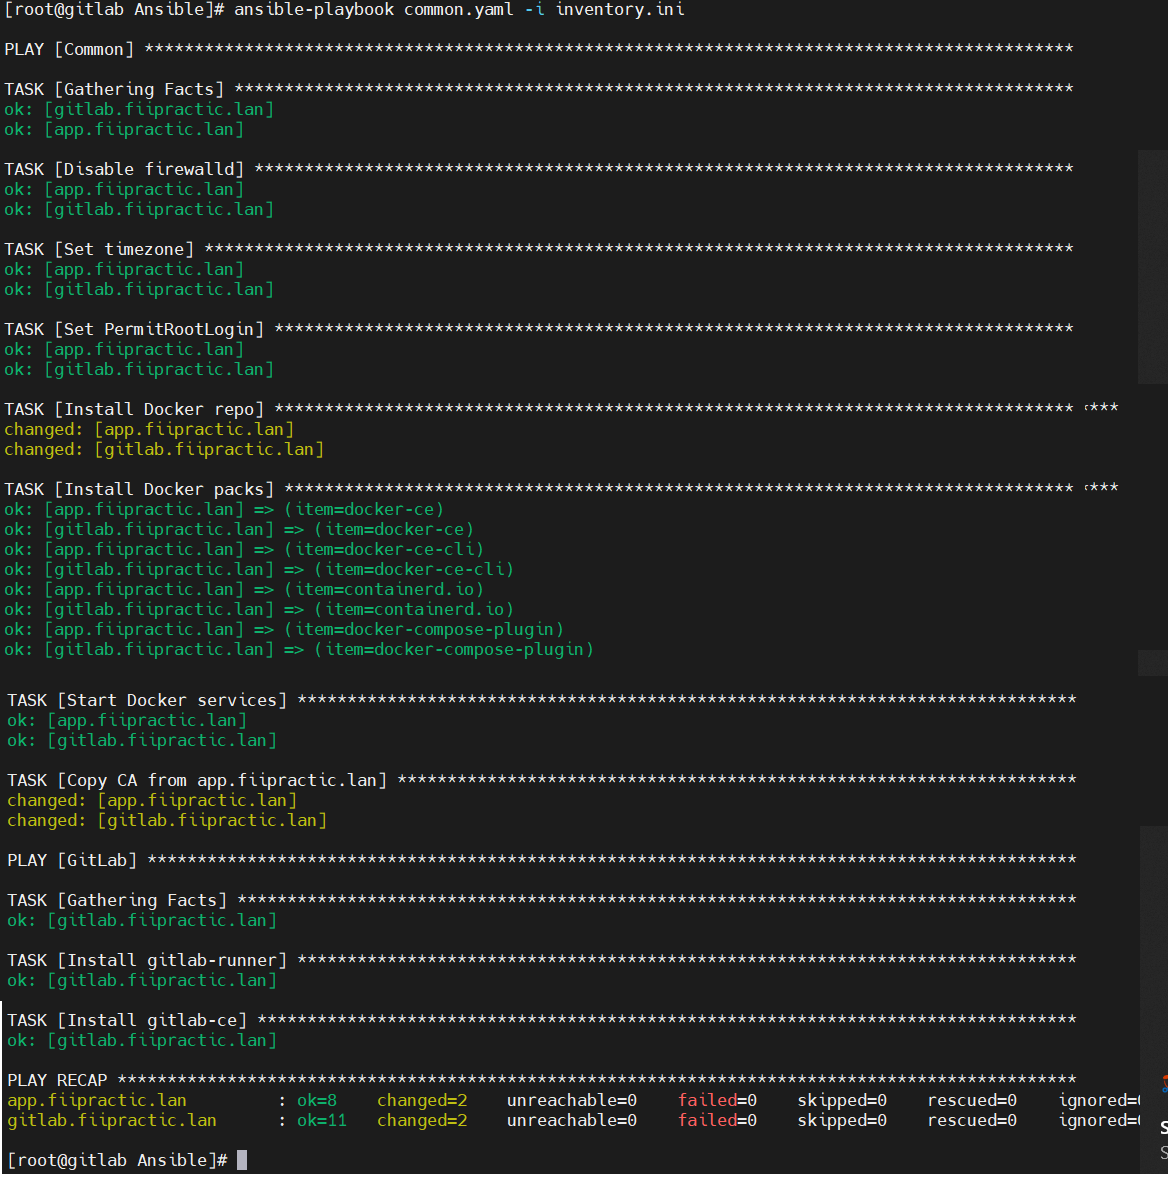 [root@gitlab Ansible]# ansible-playbook common.yaml -i inventory.ini
PLAY [Common] *********************************************************************************************
TASK [Gathering Facts] ************************************************************************************
ok: [gitlab.fiipractic.lan]
ok: [app.fiipractic.lan]
TASK [Disable firewalld] **********************************************************************************
ok: [app.fiipractic.lan]
ok: [gitlab.fiipractic.lan]
TASK [Set timezone] ***************************************************************************************
ok: [app.fiipractic.lan]
ok: [gitlab.fiipractic.lan]
TASK [Set PermitRootLogin] ********************************************************************************
ok: [app.fiipractic.lan]
ok: [gitlab.fiipractic.lan]
TASK [Install Docker repo] ******************************************************************************** ****
changed: [app.fiipractic.lan]
changed: [gitlab.fiipractic.lan]
TASK [Install Docker packs] ******************************************************************************* ****
ok: [app.fiipractic.lan] => (item=docker-ce)
ok: [gitlab.fiipractic.lan] => (item=docker-ce)
ok: [app.fiipractic.lan] => (item=docker-ce-cli)
ok: [gitlab.fiipractic.lan] => (item=docker-ce-cli)
ok: [app.fiipractic.lan] => (item=containerd.io)
ok: [gitlab.fiipractic.lan] => (item=containerd.io)
ok: [app.fiipractic.lan] => (item=docker-compose-plugin)
ok: [gitlab.fiipractic.lan] => (item=docker-compose-plugin)
TASK [Start Docker services] ******************************************************************************
ok: [app.fiipractic.lan]
ok: [gitlab.fiipractic.lan]
TASK [Copy CA from app.fiipractic.lan] ********************************************************************
changed: [app.fiipractic.lan]
changed: [gitlab.fiipractic.lan]
PLAY [GitLab] *********************************************************************************************
TASK [Gathering Facts] ************************************************************************************
ok: [gitlab.fiipractic.lan]
TASK [Install gitlab-runner] ******************************************************************************
ok: [gitlab.fiipractic.lan]
TASK [Install gitlab-ce] **********************************************************************************
ok: [gitlab.fiipractic.lan]
PLAY RECAP ************************************************************************************************
app.fiipractic.lan : ok=8 changed=2 unreachable=0 failed=0 skipped=0 rescued=0 ignored=0
gitlab.fiipractic.lan : ok=11 changed=2 unreachable=0 failed=0 skipped=0 rescued=0 ignored=0
[root@gitlab Ansible]#